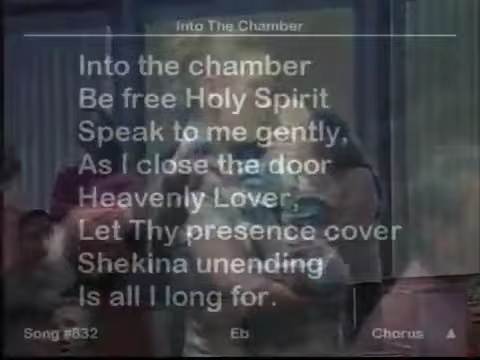 Into The Chamber
Into the chamber
Be free Holy Spirit
Speak to me gently,
As I close the door
Heavenly Lover,
Let Thy presence cover
Shekina unending
Is all I long for.
Song #832 Eb Chorus ▲